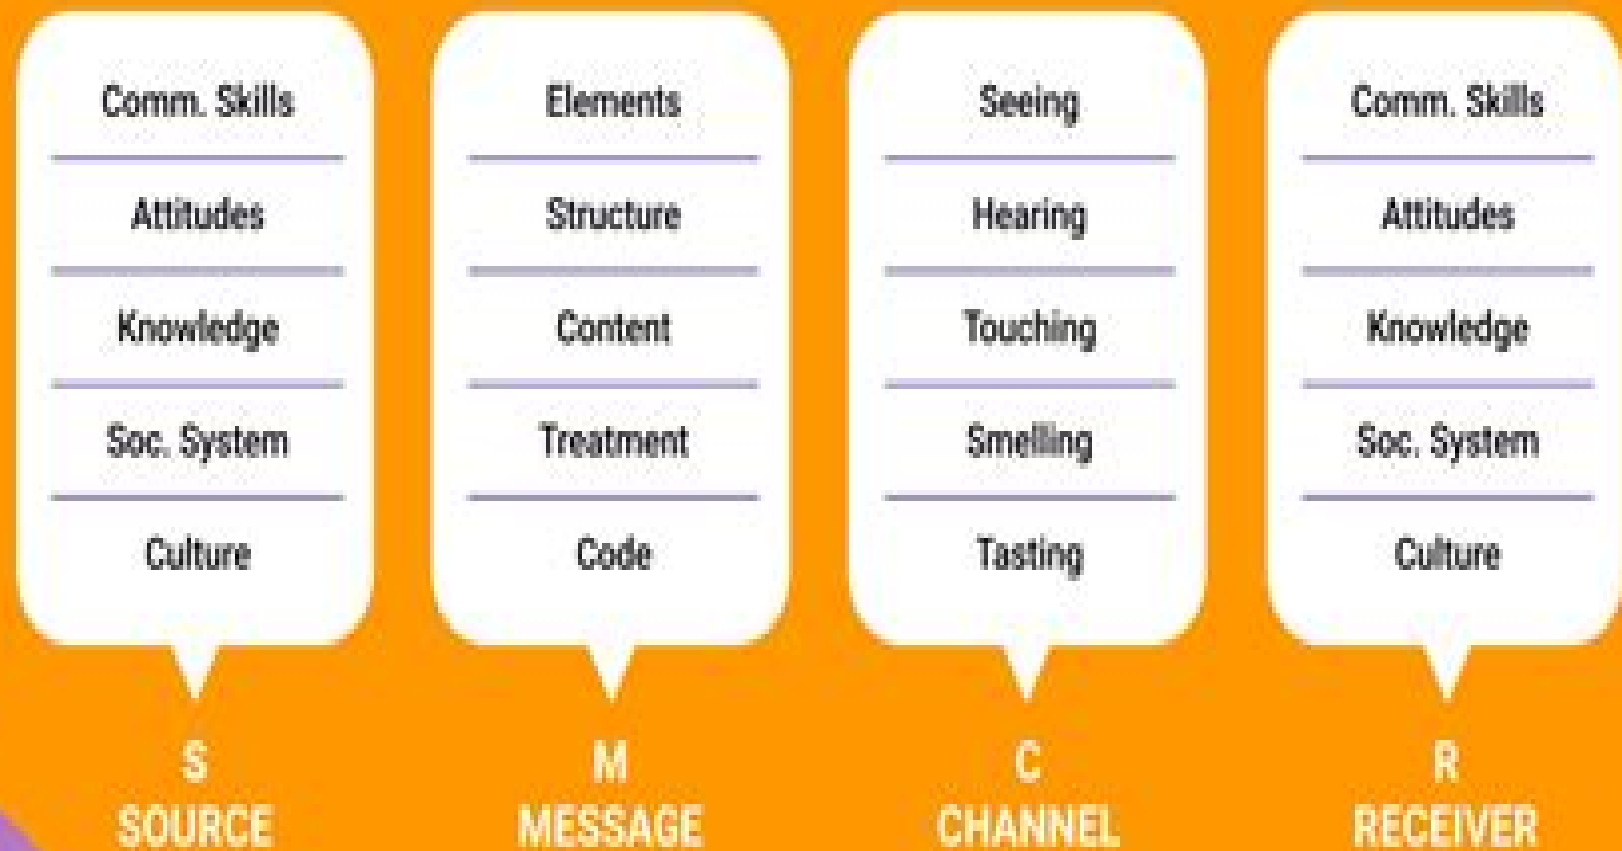 Comm. Skills
Attitudes
Knowledge
Soc. System
Culture
S
SOURCE
Elements
Structure
Content
Treatment
Code
M
MESSAGE
Seeing
Hearing
Touching
Smelling
Tasting
C
CHANNEL
Comm. Skills
Attitudes
Knowledge
Soc. System
Culture
R
RECEIVER